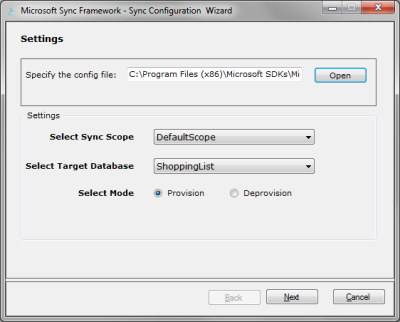 Microsoft Sync Framework - Sync Configuration Wizard
Settings
Specify the config file: C:\Program Files (x86)\Microsoft SDKs\Mi Open
Settings
Select Sync Scope DefaultScope
Select Target Database ShoppingList
Select Mode Provision Deprovision
Back Next Cancel